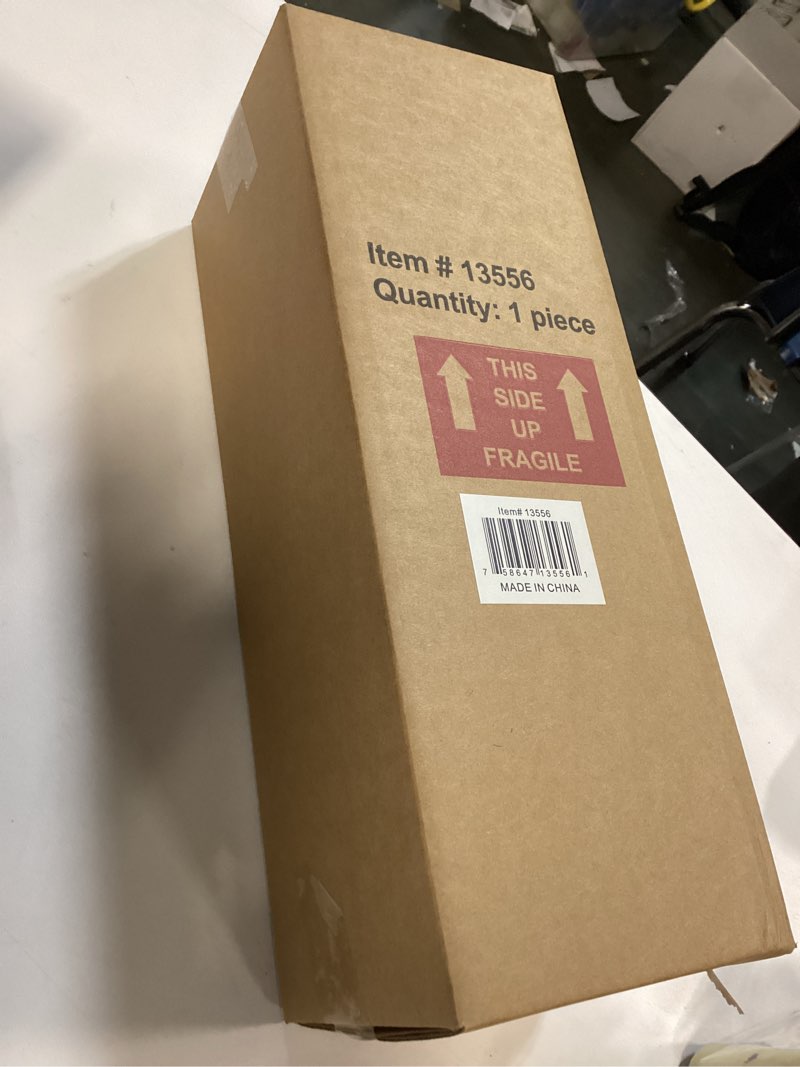 Item # 13556
Quantity: 1 piece
THIS
SIDE
UP
FRAGILE
Item# 13556
7 58647 13556 1
MADE IN CHINA